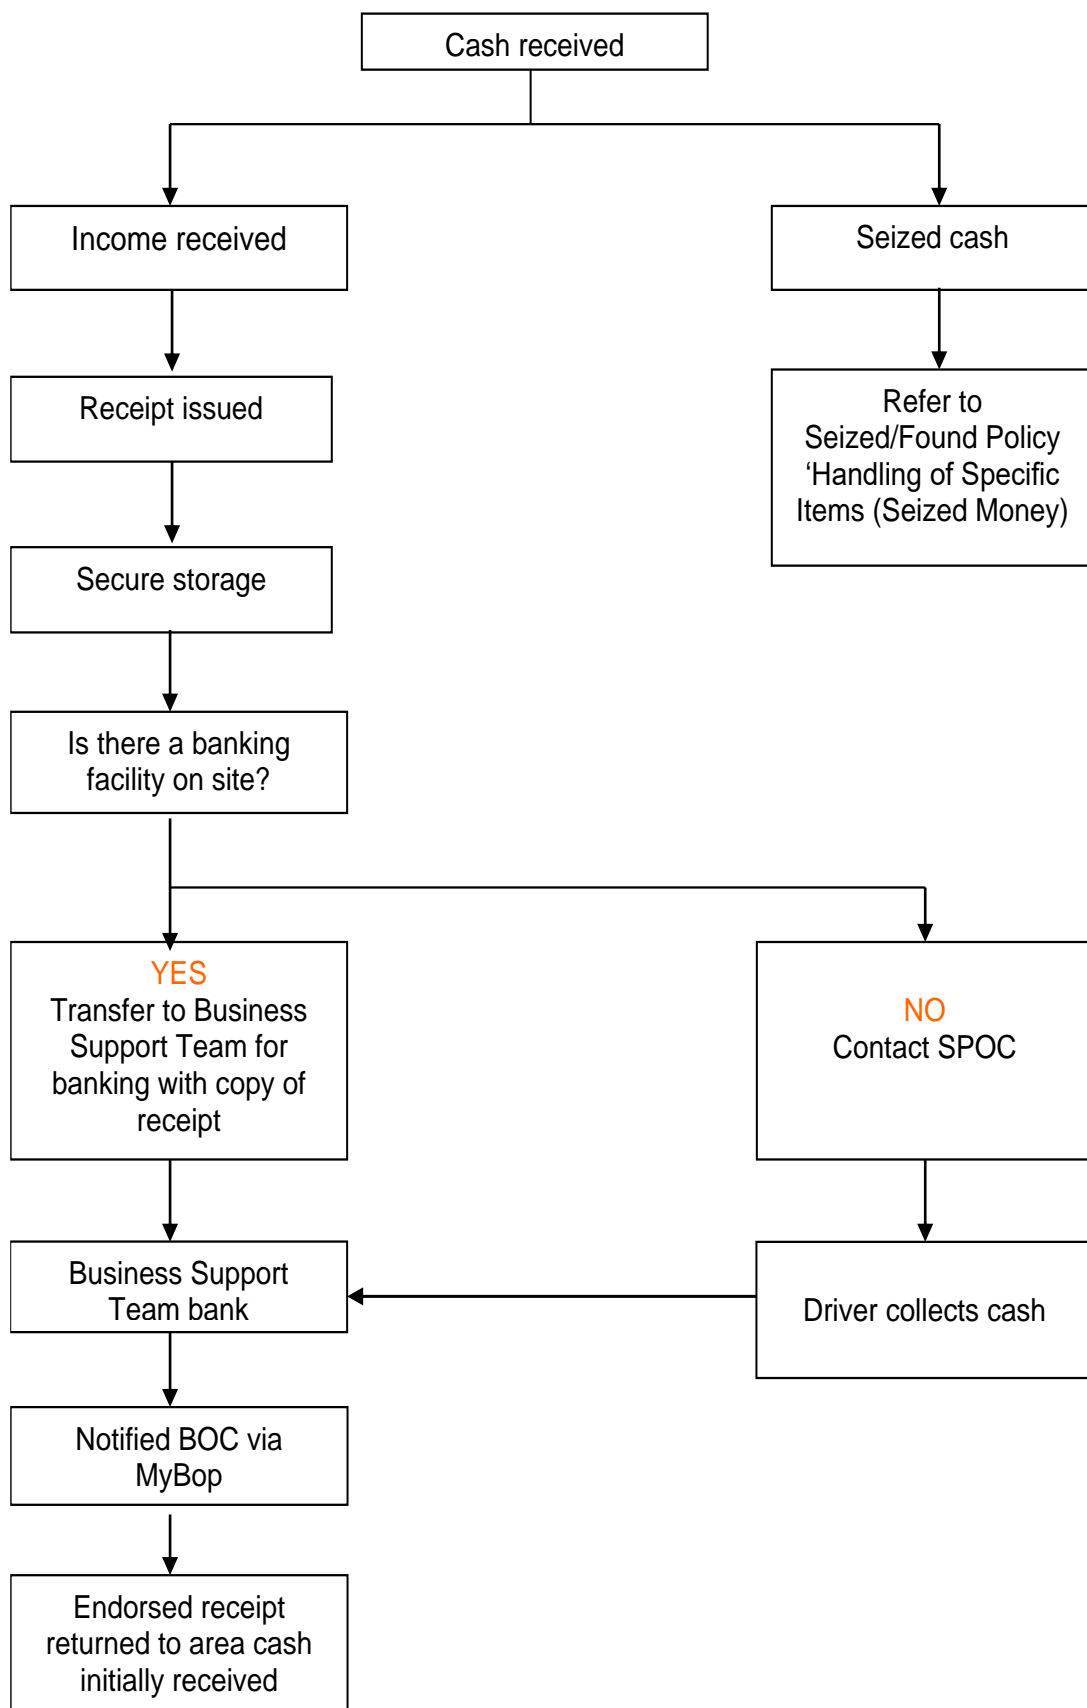 Cash received
Income received
Seized cash
Receipt issued
Refer to
Seized/Found Policy
‘Handling of Specific
Items (Seized Money)
Secure storage
Is there a banking
facility on site?
YES
Transfer to Business
Support Team for
banking with copy of
receipt
NO
Contact SPOC
Business Support
Team bank
Driver collects cash
Notified BOC via
MyBop
Endorsed receipt
returned to area cash
initially received